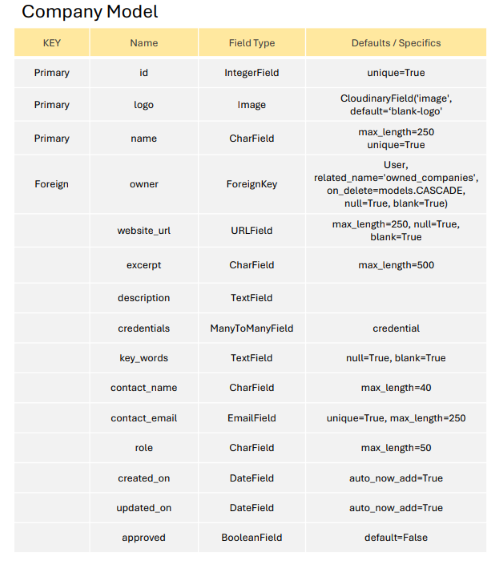 Company Model
KEY Name Field Type Defaults / Specifics
Primary id IntegerField unique=True
Primary logo Image CloudinaryField('image',
default='blank-logo'
Primary name CharField max_length=250
unique=True
Foreign owner ForeignKey User,
related_name='owned_companies',
on_delete=models.CASCADE,
null=True, blank=True)
website_url URLField max_length=250, null=True,
blank=True
excerpt CharField max_length=500
description TextField
credentials ManyToManyField credential
key_words TextField null=True, blank=True
contact_name CharField max_length=40
contact_email EmailField unique=True, max_length=250
role CharField max_length=50
created_on DateField auto_now_add=True
updated_on DateField auto_now_add=True
approved BooleanField default=False